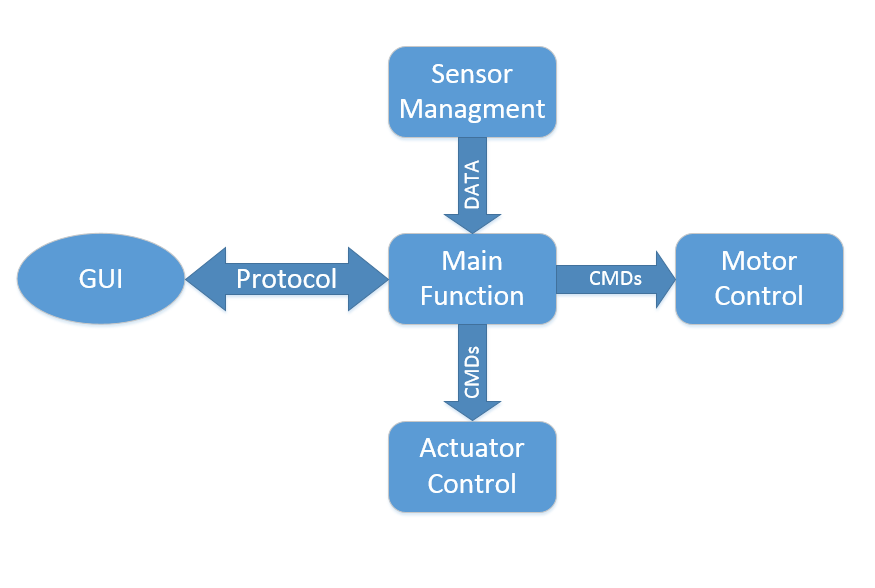 Sensor
Managment
DATA
GUI
Protocol
Main
Function
CMDs
Motor
Control
CMDs
Actuator
Control